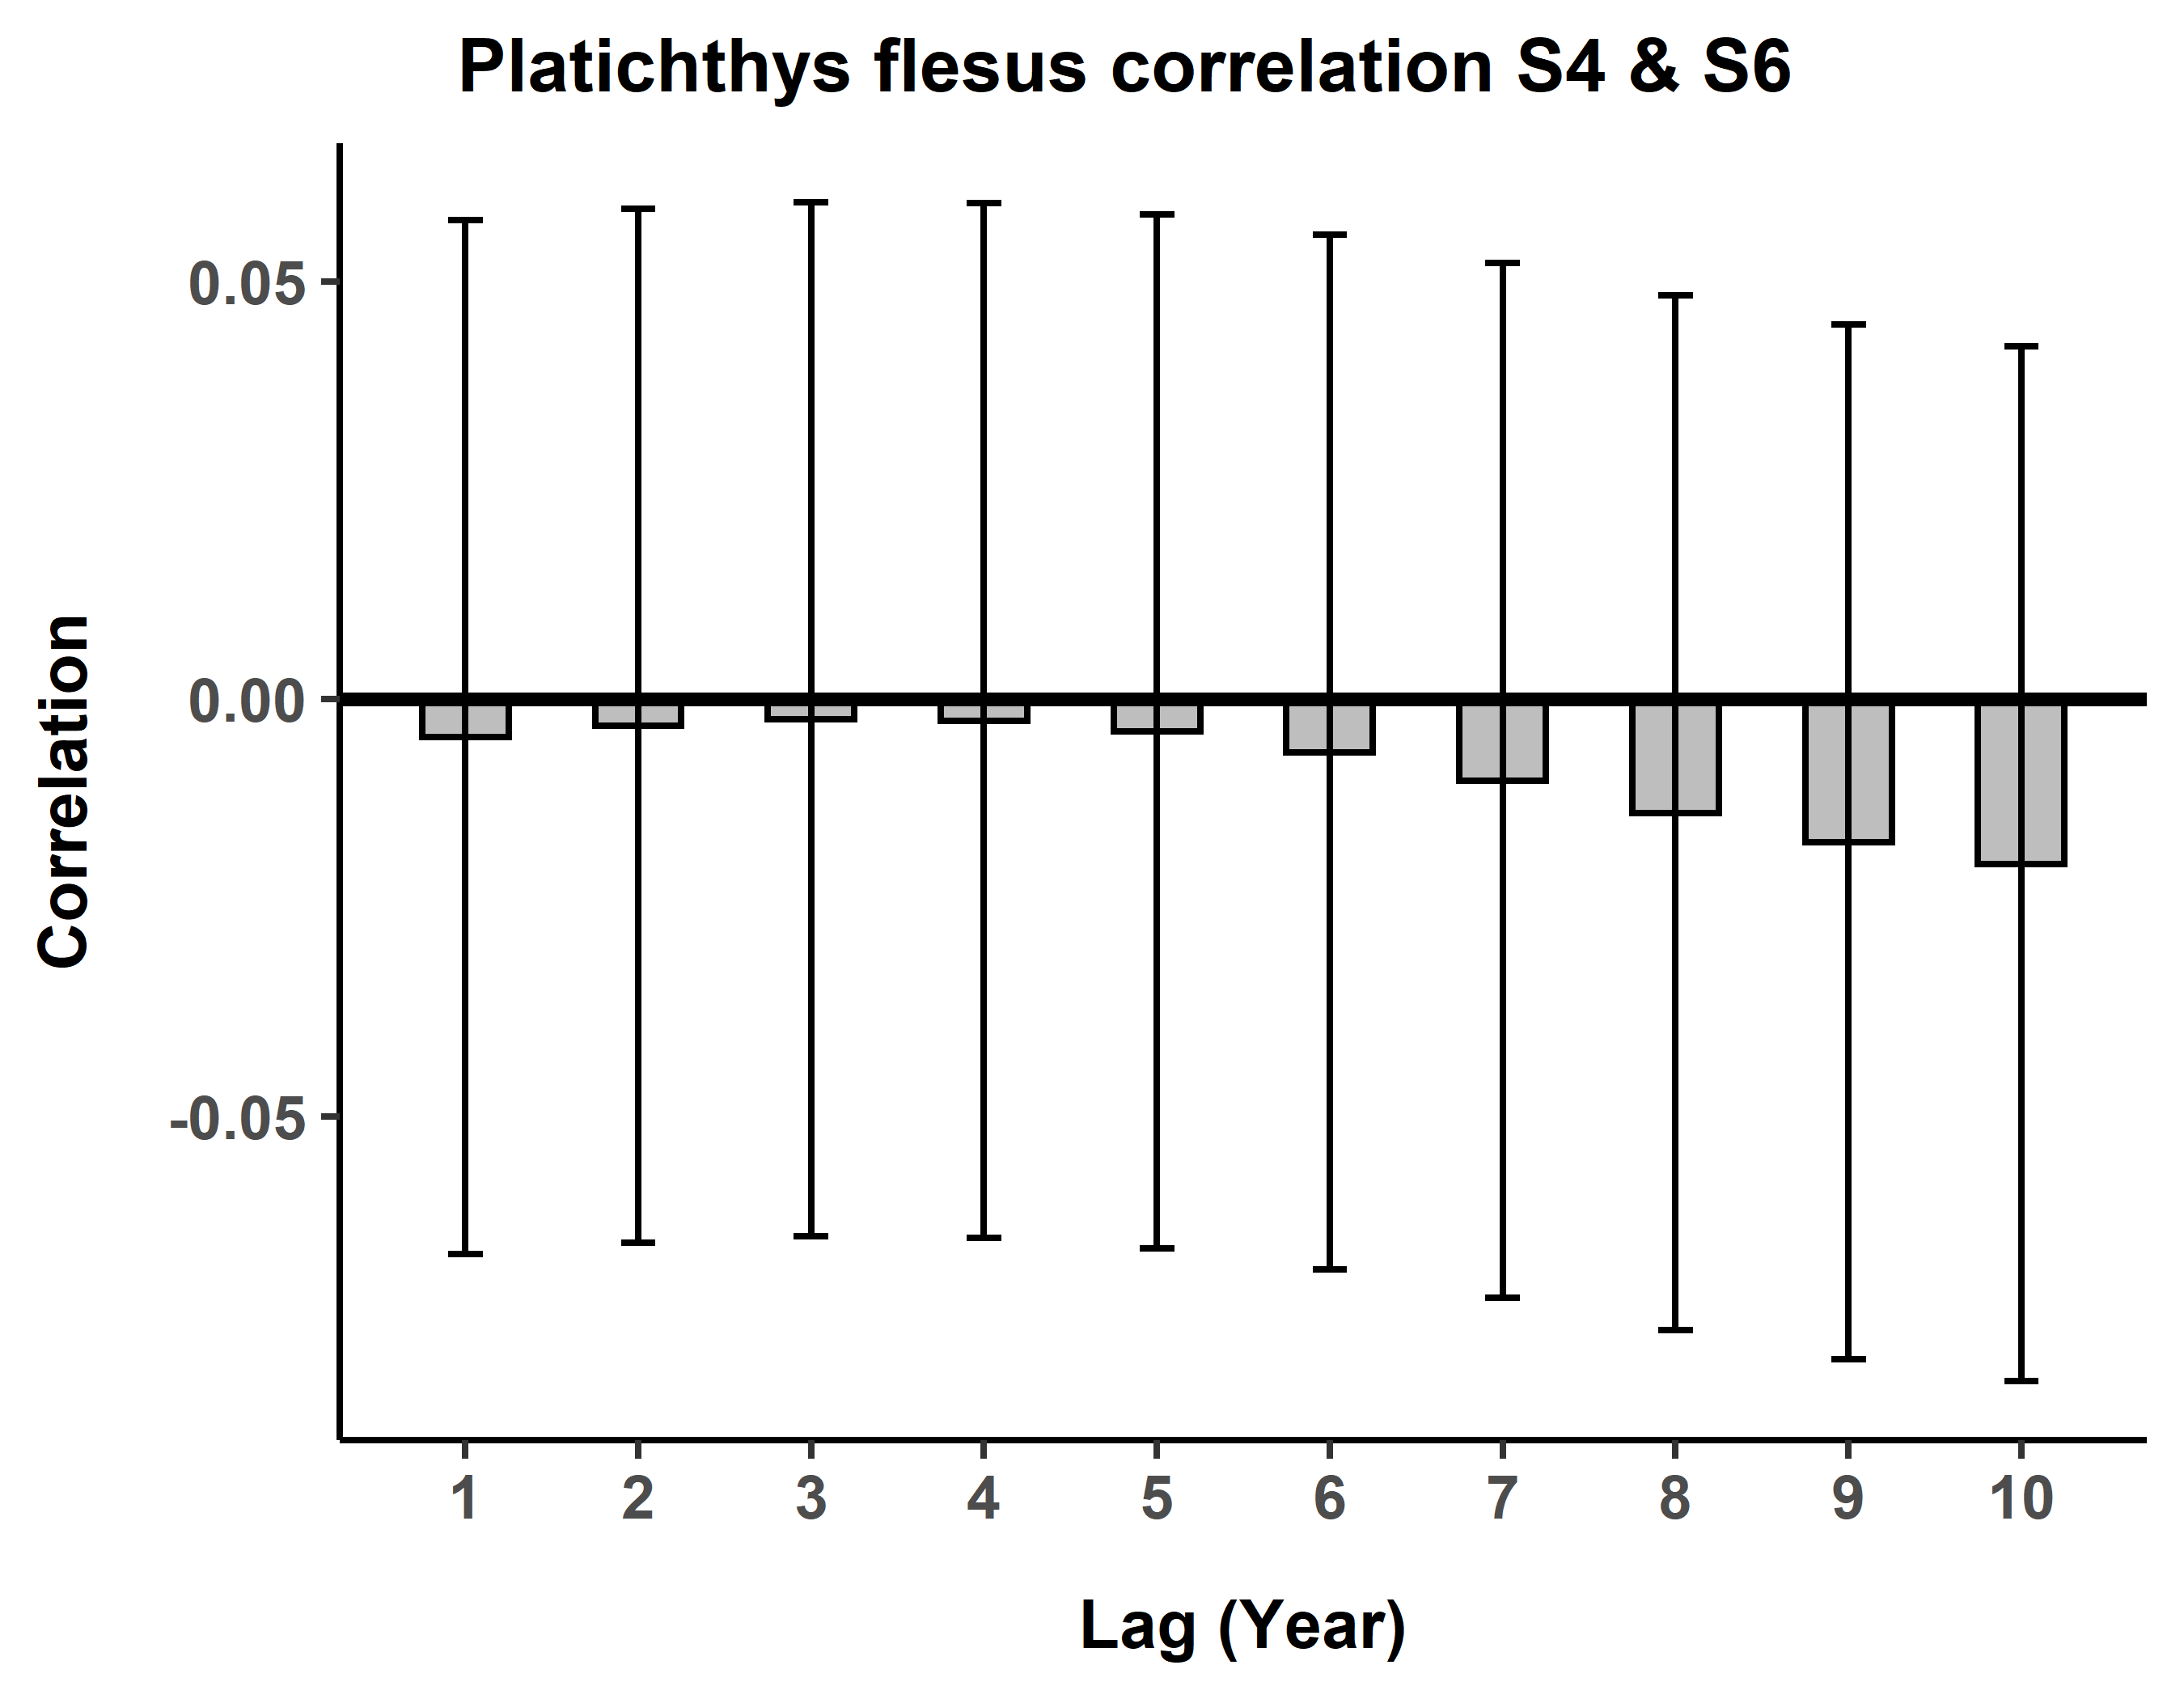 Platichthys flesus correlation S4 & S6
0.05
0.00
-0.05
Correlation
1 2 3 4 5 6 7 8 9 10
Lag (Year)